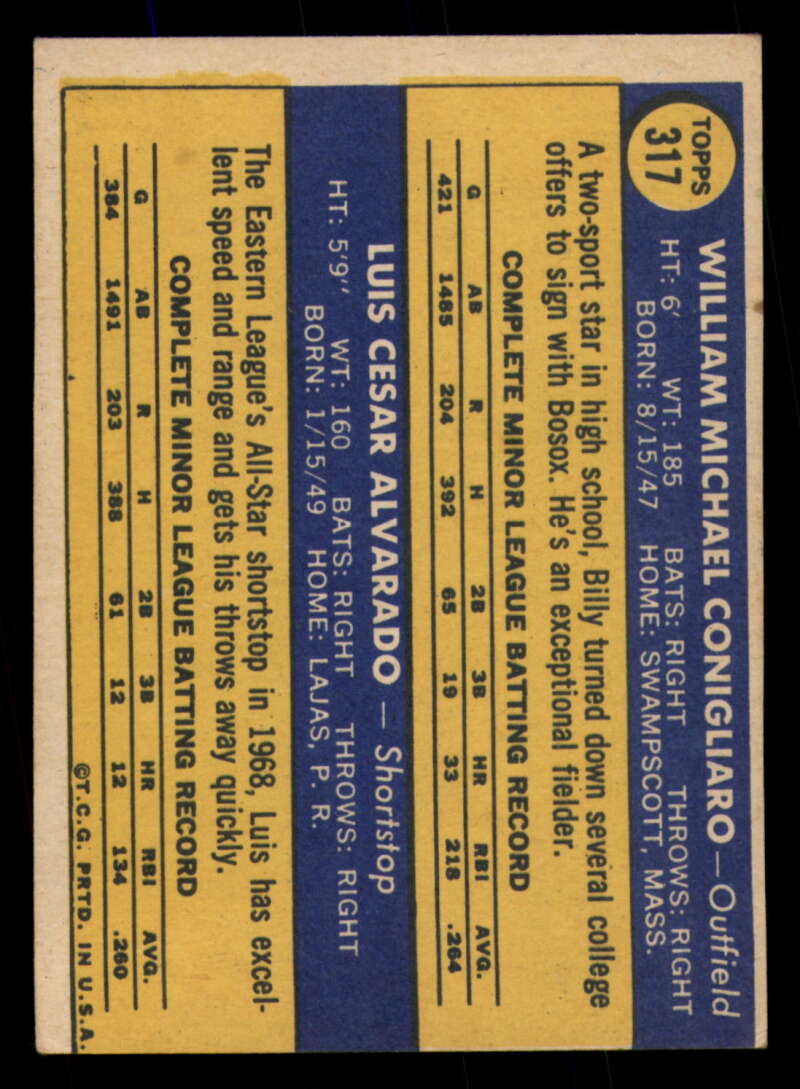 TOPPS
317
WILLIAM MICHAEL CONIGLIARO — Outfield
HT: 6' WT: 185 BATS: RIGHT THROWS: RIGHT
BORN: 8/15/47 HOME: SWAMPSCOTT, MASS.
A two-sport star in high school, Billy turned down several college
offers to sign with Bosox. He's an exceptional fielder.
COMPLETE MINOR LEAGUE BATTING RECORD
G AB R H 2B 3B HR RBI AVG.
421 1485 204 392 65 19 33 218 .264
LUIS CESAR ALVARADO — Shortstop
HT: 5'9'' WT: 160 BATS: RIGHT THROWS: RIGHT
BORN: 1/15/49 HOME: LAJAS, P. R.
The Eastern League's All-Star shortstop in 1968, Luis has excel-
lent speed and range and gets his throws away quickly.
COMPLETE MINOR LEAGUE BATTING RECORD
G AB R H 2B 3B HR RBI AVG.
384 1491 203 388 61 12 12 134 .260
©T.C.G. PRTD. IN U.S.A.